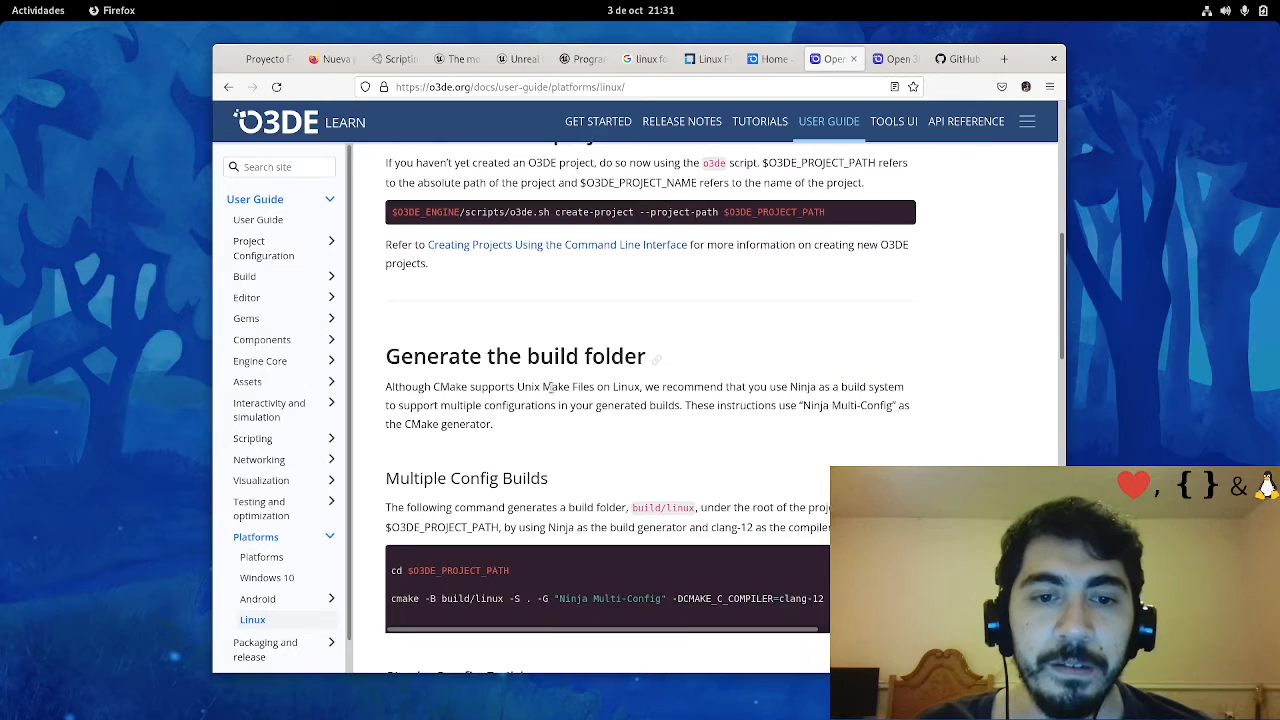 Actividades
Firefox
3 de oct 21:31
Proyecto F
Nueva p
Scriptin
The mo
Unreal
Progra
linux fo
Linux F
Home -
Open
Open 3
GitHub
https://o3de.org/docs/user-guide/platforms/linux/
O3DE LEARN
GET STARTED
RELEASE NOTES
TUTORIALS
USER GUIDE
TOOLS UI
API REFERENCE
Search site
User Guide
User Guide
Project
Configuration
Build
Editor
Gems
Components
Engine Core
Assets
Interactivity and
simulation
Scripting
Networking
Visualization
Testing and
optimization
Platforms
Platforms
Windows 10
Android
Linux
Packaging and
release
If you haven’t yet created an O3DE project, do so now using the o3de script. $O3DE_PROJECT_PATH refers
to the absolute path of the project and $O3DE_PROJECT_NAME refers to the name of the project.
$O3DE_ENGINE/scripts/o3de.sh create-project --project-path $O3DE_PROJECT_PATH
Refer to Creating Projects Using the Command Line Interface for more information on creating new O3DE
projects.
Generate the build folder
Although CMake supports Unix Make Files on Linux, we recommend that you use Ninja as a build system
to support multiple configurations in your generated builds. These instructions use “Ninja Multi-Config” as
the CMake generator.
Multiple Config Builds
The following command generates a build folder, build/linux, under the root of the proj
$O3DE_PROJECT_PATH, by using Ninja as the build generator and clang-12 as the compiler
cd $O3DE_PROJECT_PATH
cmake -B build/linux -S . -G "Ninja Multi-Config" -DCMAKE_C_COMPILER=clang-12
, { } &